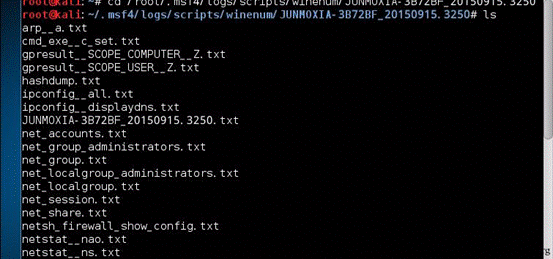 root@kali:~# cd /root/.msf4/logs/scripts/winenum/JUNMOXIA-3B72BF_20150915.3250
root@kali:~/.msf4/logs/scripts/winenum/JUNMOXIA-3B72BF_20150915.3250# ls
arp__a.txt
cmd_exe__c_set.txt
gpresult__SCOPE_COMPUTER__Z.txt
gpresult__SCOPE_USER__Z.txt
hashdump.txt
ipconfig__all.txt
ipconfig__displaydns.txt
JUNMOXIA-3B72BF_20150915.3250.txt
net_accounts.txt
net_group_administrators.txt
net_group.txt
net_localgroup_administrators.txt
net_localgroup.txt
net_session.txt
net_share.txt
netsh_firewall_show_config.txt
netstat__nao.txt
netstat__ns.txt